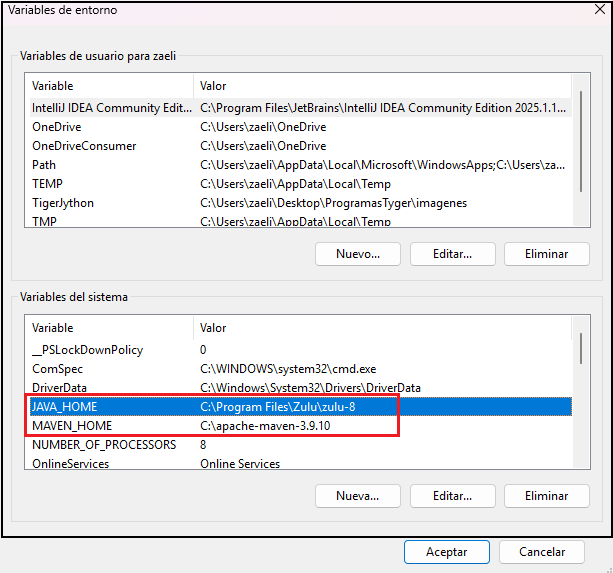 Variables de entorno
Variables de usuario para zaeli
Variable Valor
IntelliJ IDEA Community Edit... C:\Program Files\JetBrains\IntelliJ IDEA Community Edition 2025.1.1...
OneDrive C:\Users\zaeli\OneDrive
OneDriveConsumer C:\Users\zaeli\OneDrive
Path C:\Users\zaeli\AppData\Local\Microsoft\WindowsApps;C:\Users\za...
TEMP C:\Users\zaeli\AppData\Local\Temp
TigerJython C:\Users\zaeli\Desktop\ProgramasTyger\imagenes
TMP C:\Users\zaeli\AppData\Local\Temp
Nuevo... Editar... Eliminar
Variables del sistema
Variable Valor
__PSLockDownPolicy 0
ComSpec C:\WINDOWS\system32\cmd.exe
DriverData C:\Windows\System32\Drivers\DriverData
JAVA_HOME C:\Program Files\Zulu\zulu-8
MAVEN_HOME C:\apache-maven-3.9.10
NUMBER_OF_PROCESSORS 8
OnlineServices Online Services
Nueva... Editar... Eliminar
Aceptar Cancelar